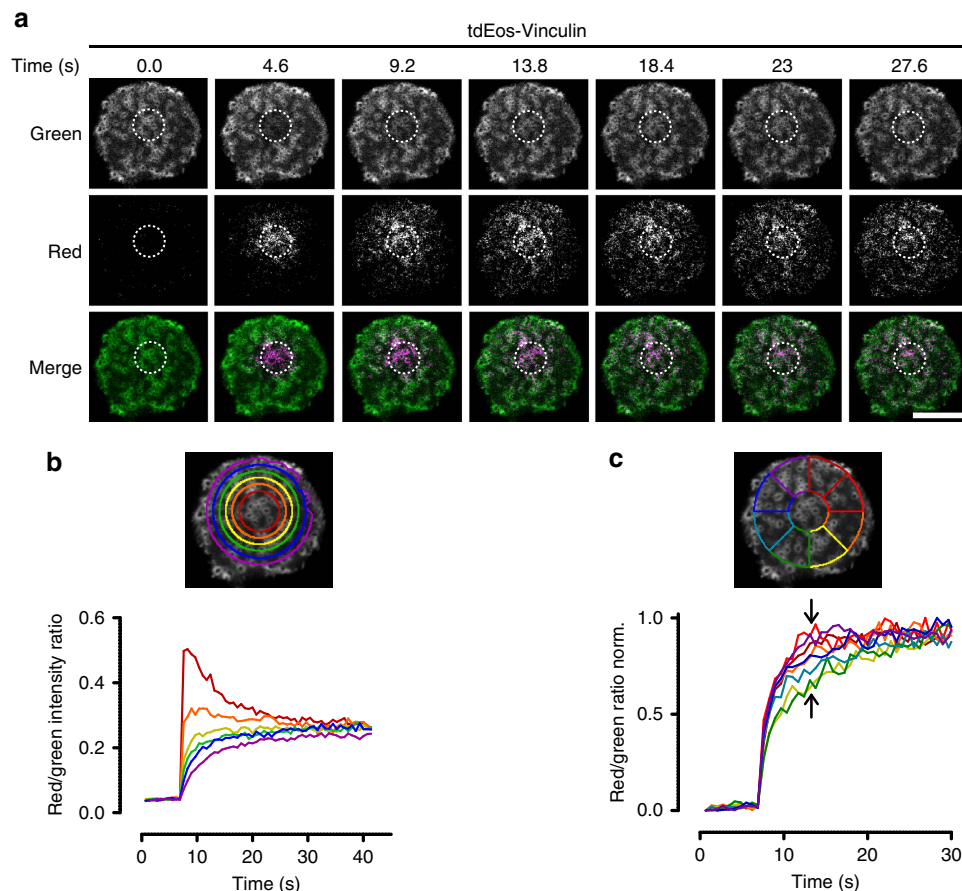 a
tdEos-Vinculin
Time (s) 0.0 4.6 9.2 13.8 18.4 23 27.6
Green
Red
Merge
b
Red/green intensity ratio
0.6
0.4
0.2
0.0
0 10 20 30 40
Time (s)
c
Red/green ratio norm.
1.0
0.5
0.0
0 10 20 30
Time (s)